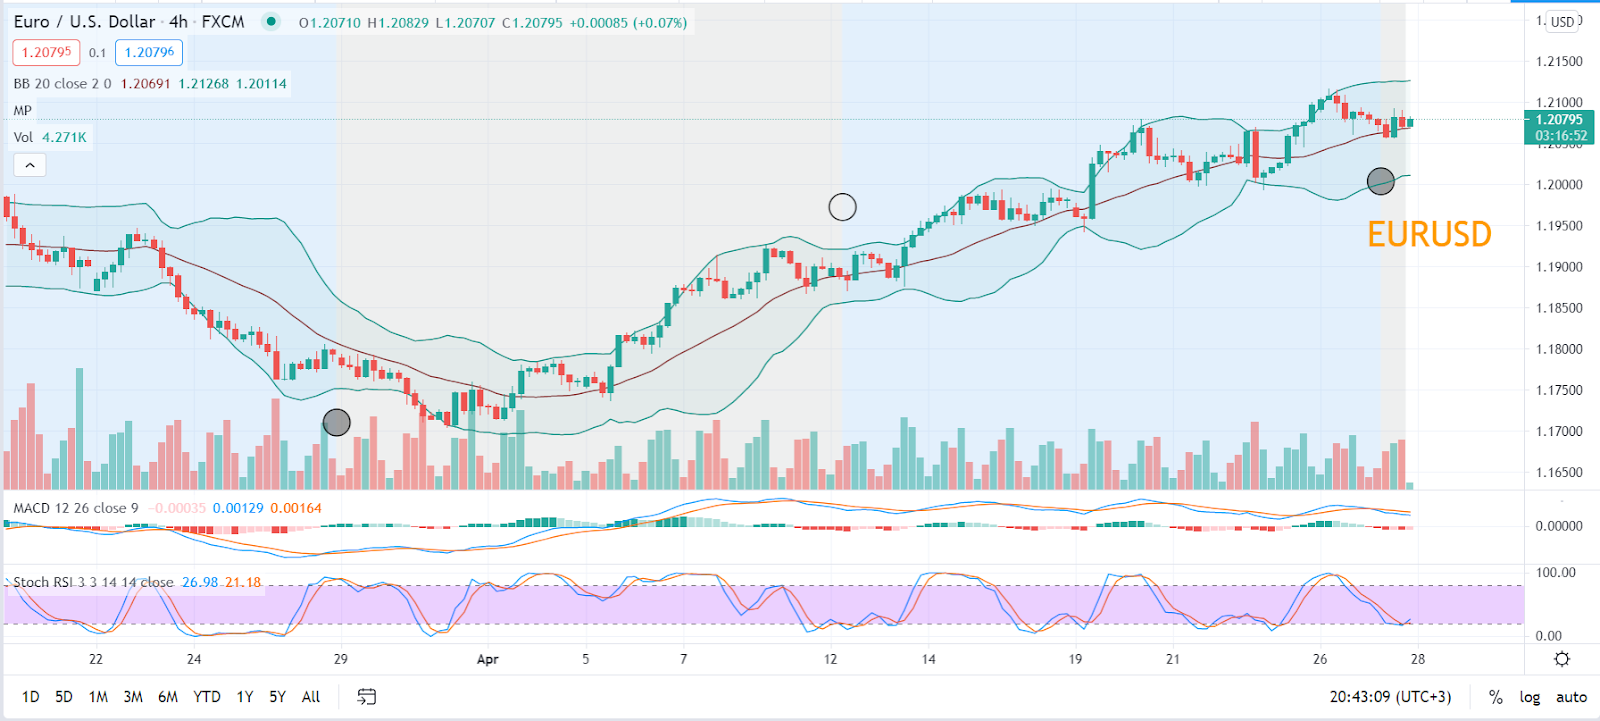 Euro / U.S. Dollar · 4h · FXCM O1.20710 H1.20829 L1.20707 C1.20795 +0.00085 (+0.07%)
1.20795 0.1 1.20796
BB 20 close 2 0 1.20691 1.21268 1.20114
MP
Vol 4.271K
USD
1.21500
1.21000
1.20795
03:16:52
1.20000
1.19500
1.19000
1.18500
1.18000
1.17500
1.17000
1.16500
EURUSD
MACD 12 26 close 9 -0.00035 0.00129 0.00164
0.00000
Stoch RSI 3 3 14 14 close 26.98 21.18
100.00
0.00
22 24 29 Apr 5 7 12 14 19 21 26 28
1D 5D 1M 3M 6M YTD 1Y 5Y All
20:43:09 (UTC+3) % log auto